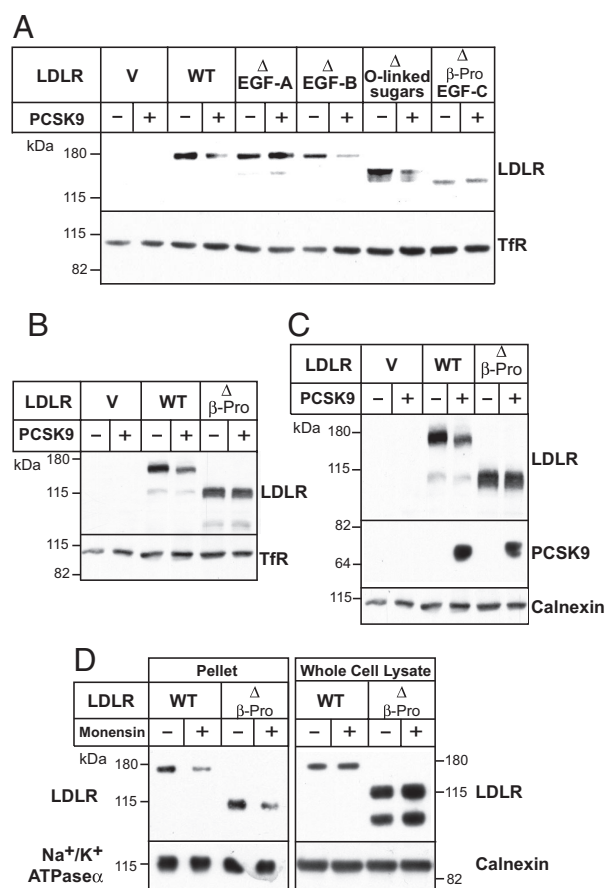 A
LDLR V WT Δ EGF-A Δ EGF-B Δ O-linked sugars Δ β-Pro EGF-C
PCSK9 − + − + − + − + − + − +
kDa
180
LDLR
115
115
TfR
82
B
LDLR V WT Δ β-Pro
PCSK9 − + − + − +
kDa
180
115
LDLR
115
TfR
82
C
LDLR V WT Δ β-Pro
PCSK9 − + − + − +
kDa
180
LDLR
115
82
PCSK9
64
115
Calnexin
D
Pellet Whole Cell Lysate
LDLR WT Δ β-Pro WT Δ β-Pro
Monensin − + − + − + − +
kDa
180 180
LDLR 115 115 LDLR
Na+/K+
ATPaseα 115 Calnexin
82